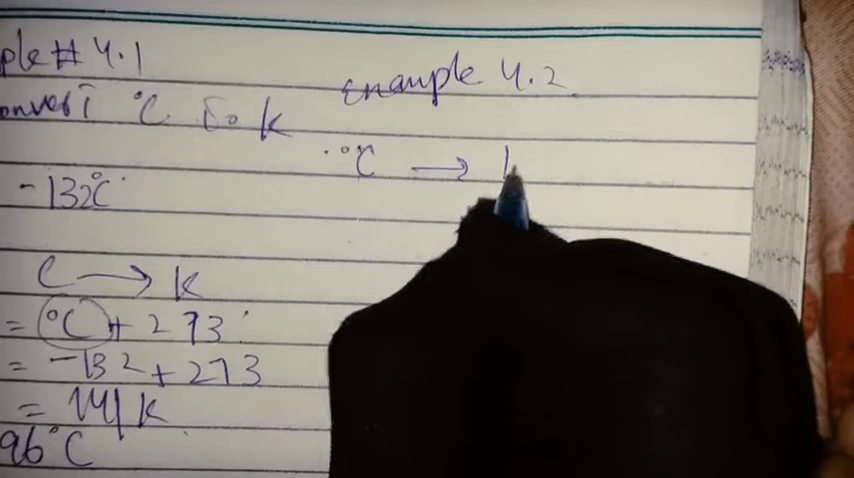 ple # 4.1
onvert °C to K
-132°C
C → K
= °C + 273
= -132 + 273
= 141 K
96°C
Example 4.2
°C →